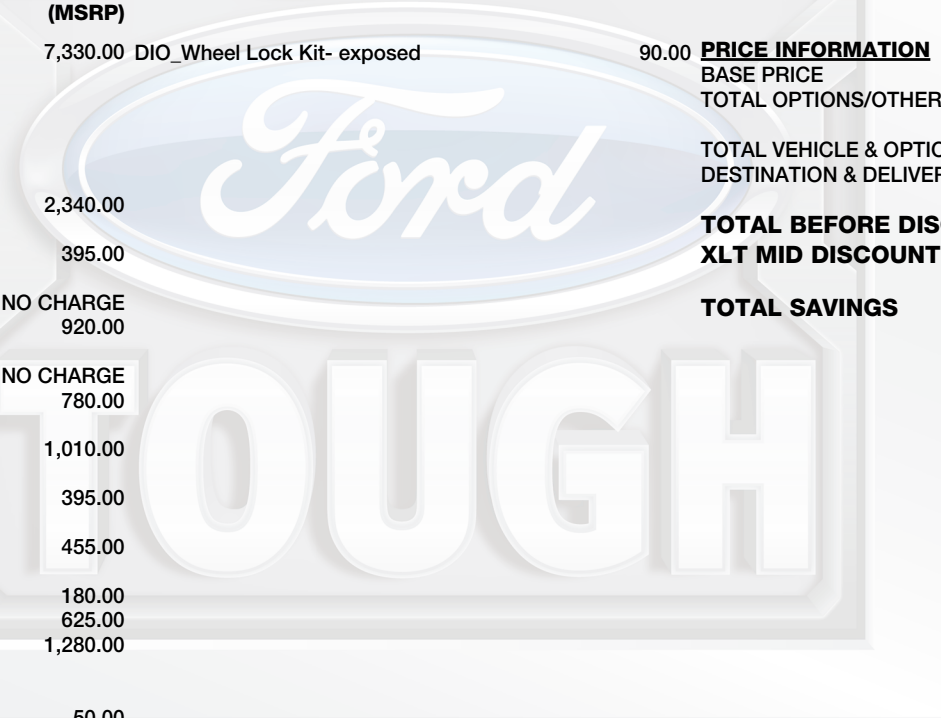 (MSRP)
7,330.00 DIO_Wheel Lock Kit- exposed 90.00 PRICE INFORMATION
BASE PRICE
TOTAL OPTIONS/OTHER
TOTAL VEHICLE & OPTIO
DESTINATION & DELIVER
2,340.00
TOTAL BEFORE DIS
395.00 XLT MID DISCOUNT
NO CHARGE
TOTAL SAVINGS
920.00
NO CHARGE
780.00
1,010.00
395.00
455.00
180.00
625.00
1,280.00
50.00
Ford
TOUGH